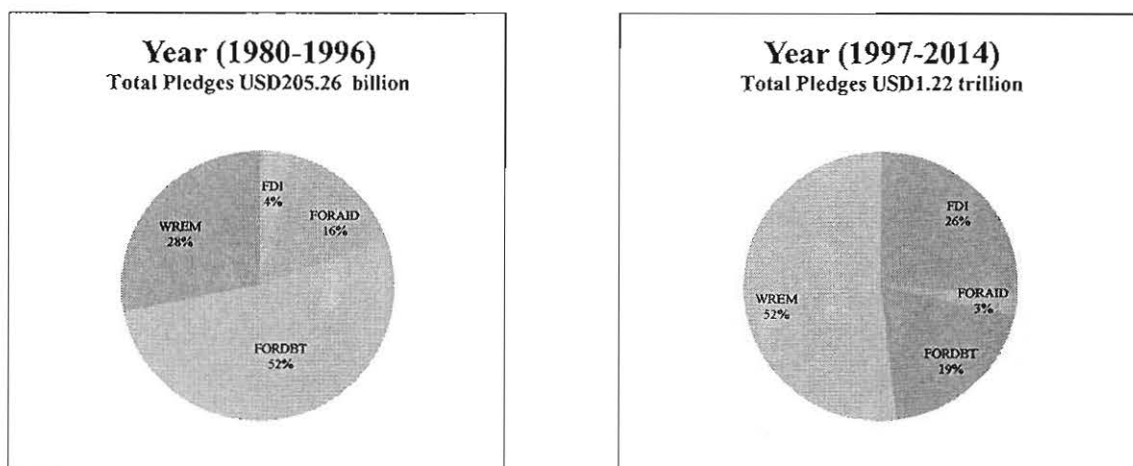 Year (1980-1996)
Total Pledges USD205.26 billion
FDI
4%
FORAID
16%
WREM
28%
FORDBT
52%
Year (1997-2014)
Total Pledges USD1.22 trillion
FDI
26%
FORAID
3%
WREM
52%
FORDBT
19%